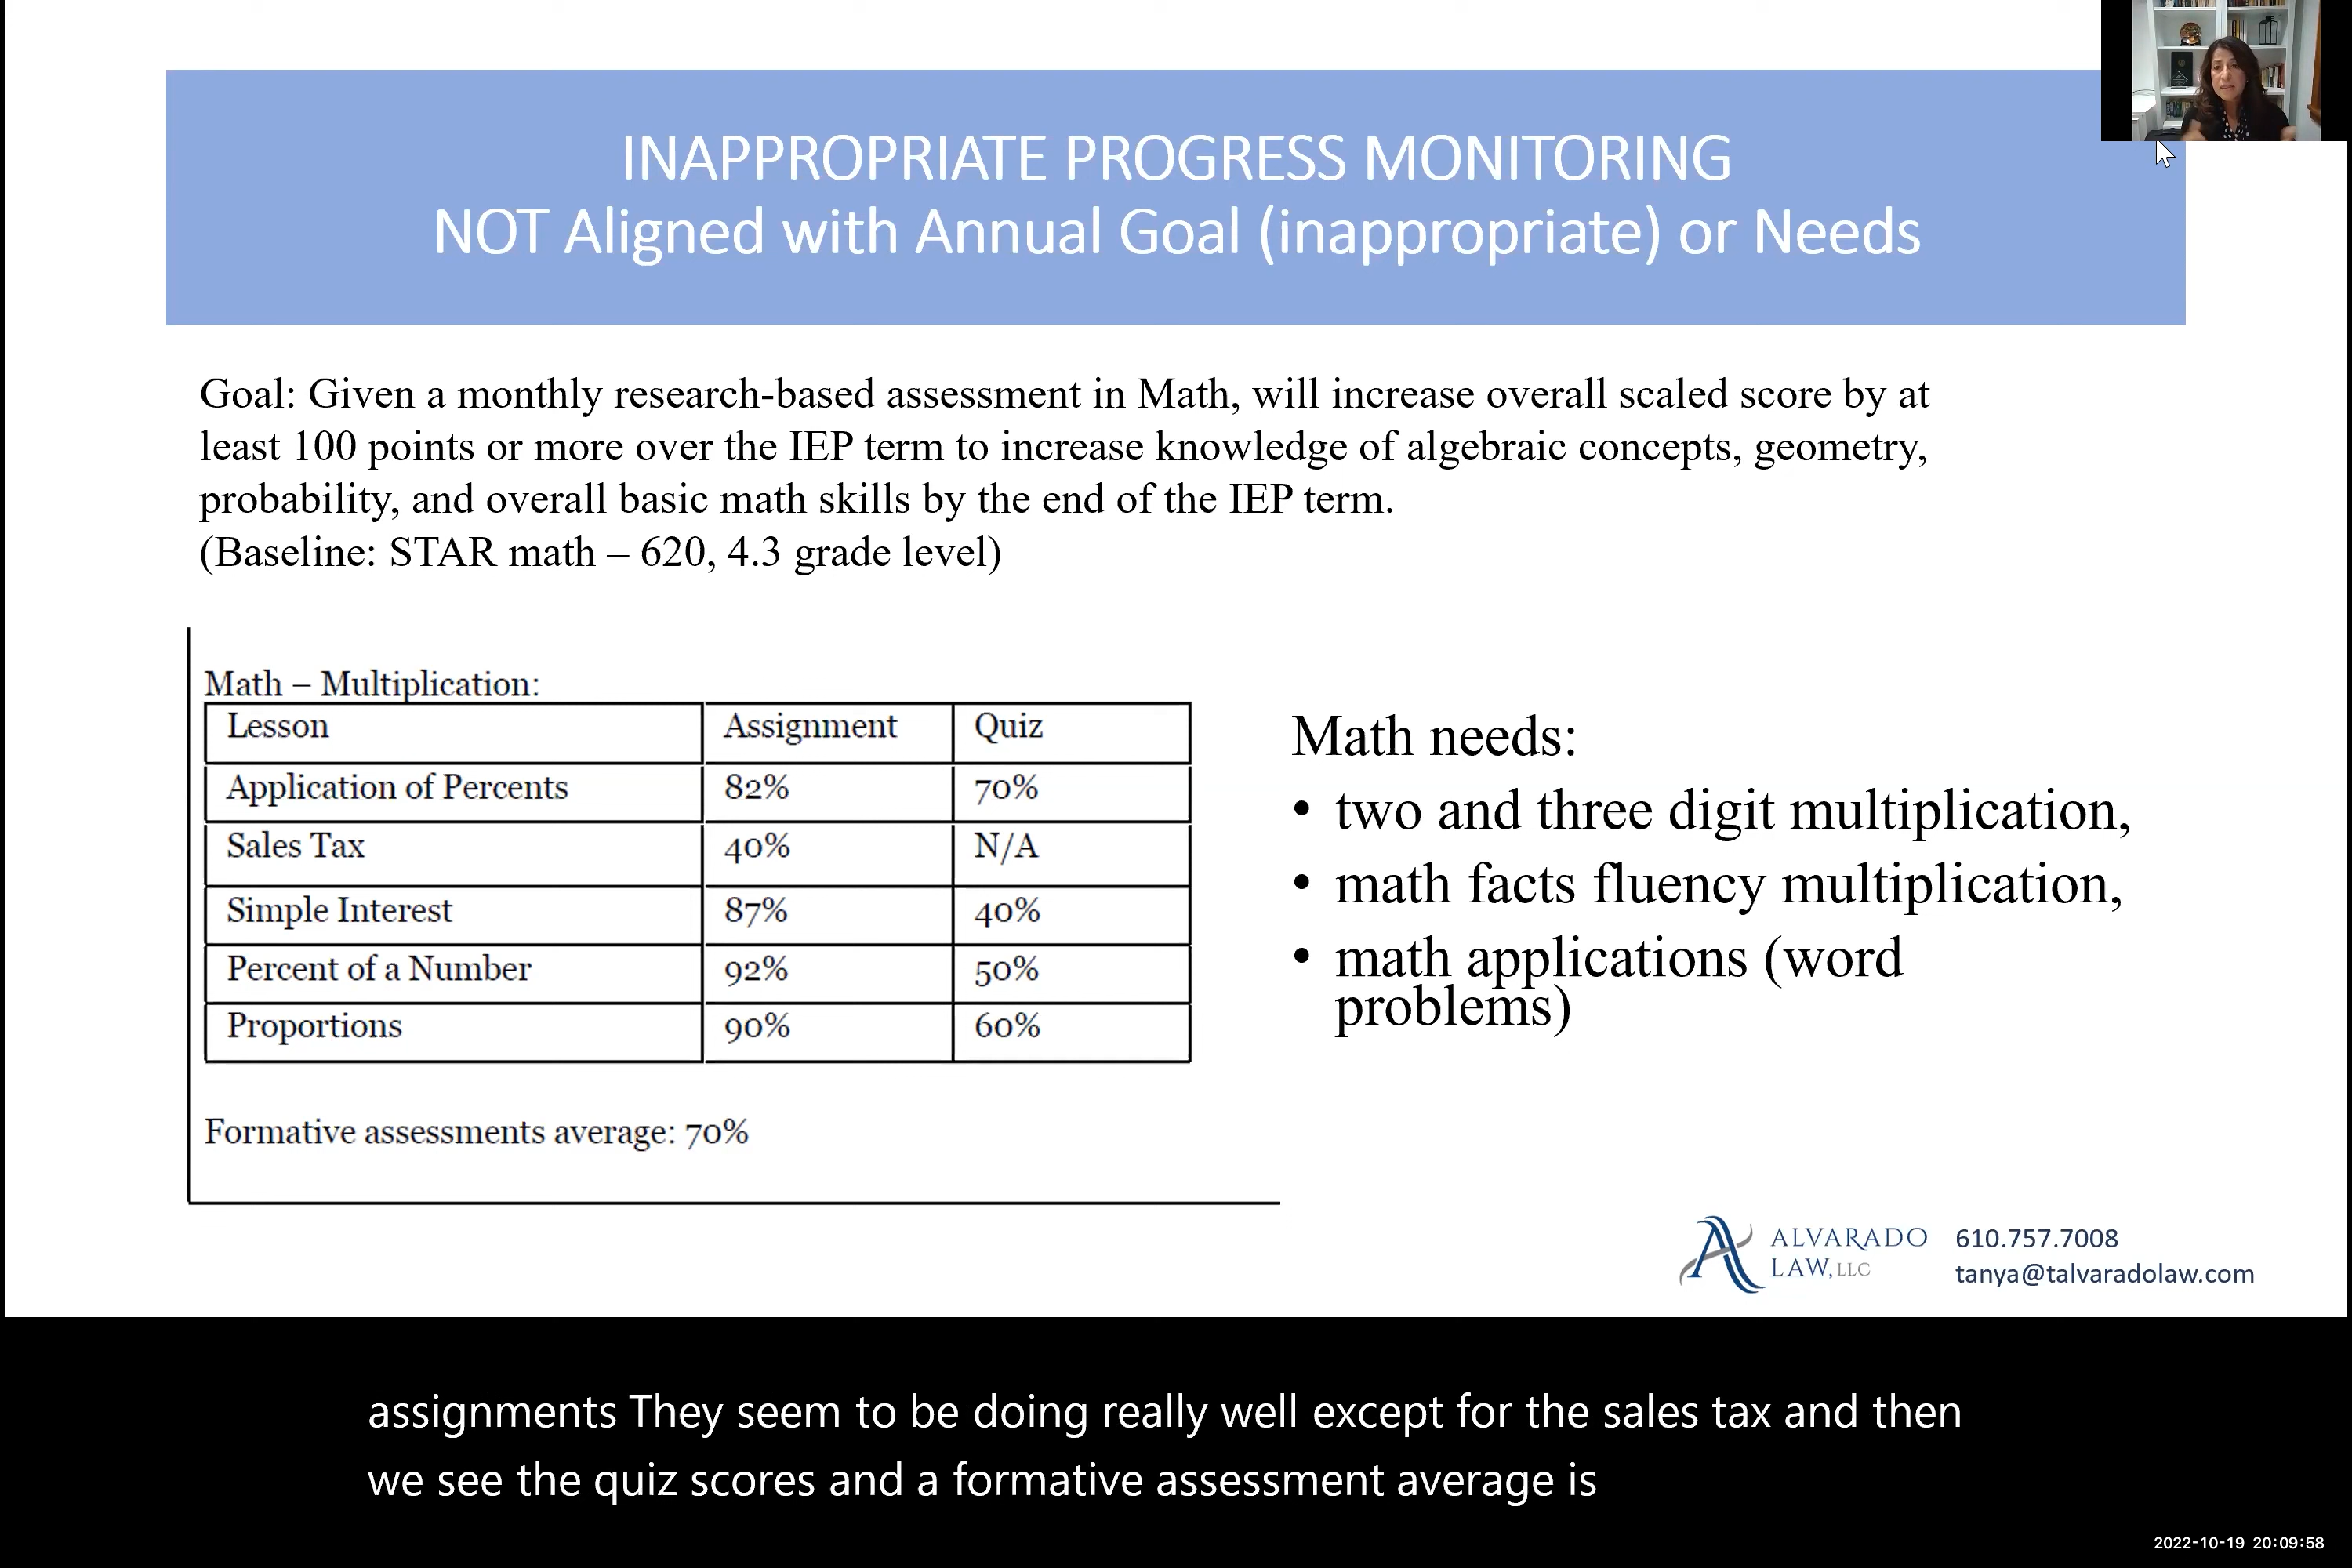 INAPPROPRIATE PROGRESS MONITORING
NOT Aligned with Annual Goal (inappropriate) or Needs
Goal: Given a monthly research-based assessment in Math, will increase overall scaled score by at
least 100 points or more over the IEP term to increase knowledge of algebraic concepts, geometry,
probability, and overall basic math skills by the end of the IEP term.
(Baseline: STAR math – 620, 4.3 grade level)
Math – Multiplication:
Lesson Assignment Quiz
Application of Percents 82% 70%
Sales Tax 40% N/A
Simple Interest 87% 40%
Percent of a Number 92% 50%
Proportions 90% 60%
Formative assessments average: 70%
Math needs:
• two and three digit multiplication,
• math facts fluency multiplication,
• math applications (word
problems)
ALVARADO
LAW, LLC
610.757.7008
tanya@talvaradolaw.com
assignments They seem to be doing really well except for the sales tax and then
we see the quiz scores and a formative assessment average is
2022-10-19 20:09:58